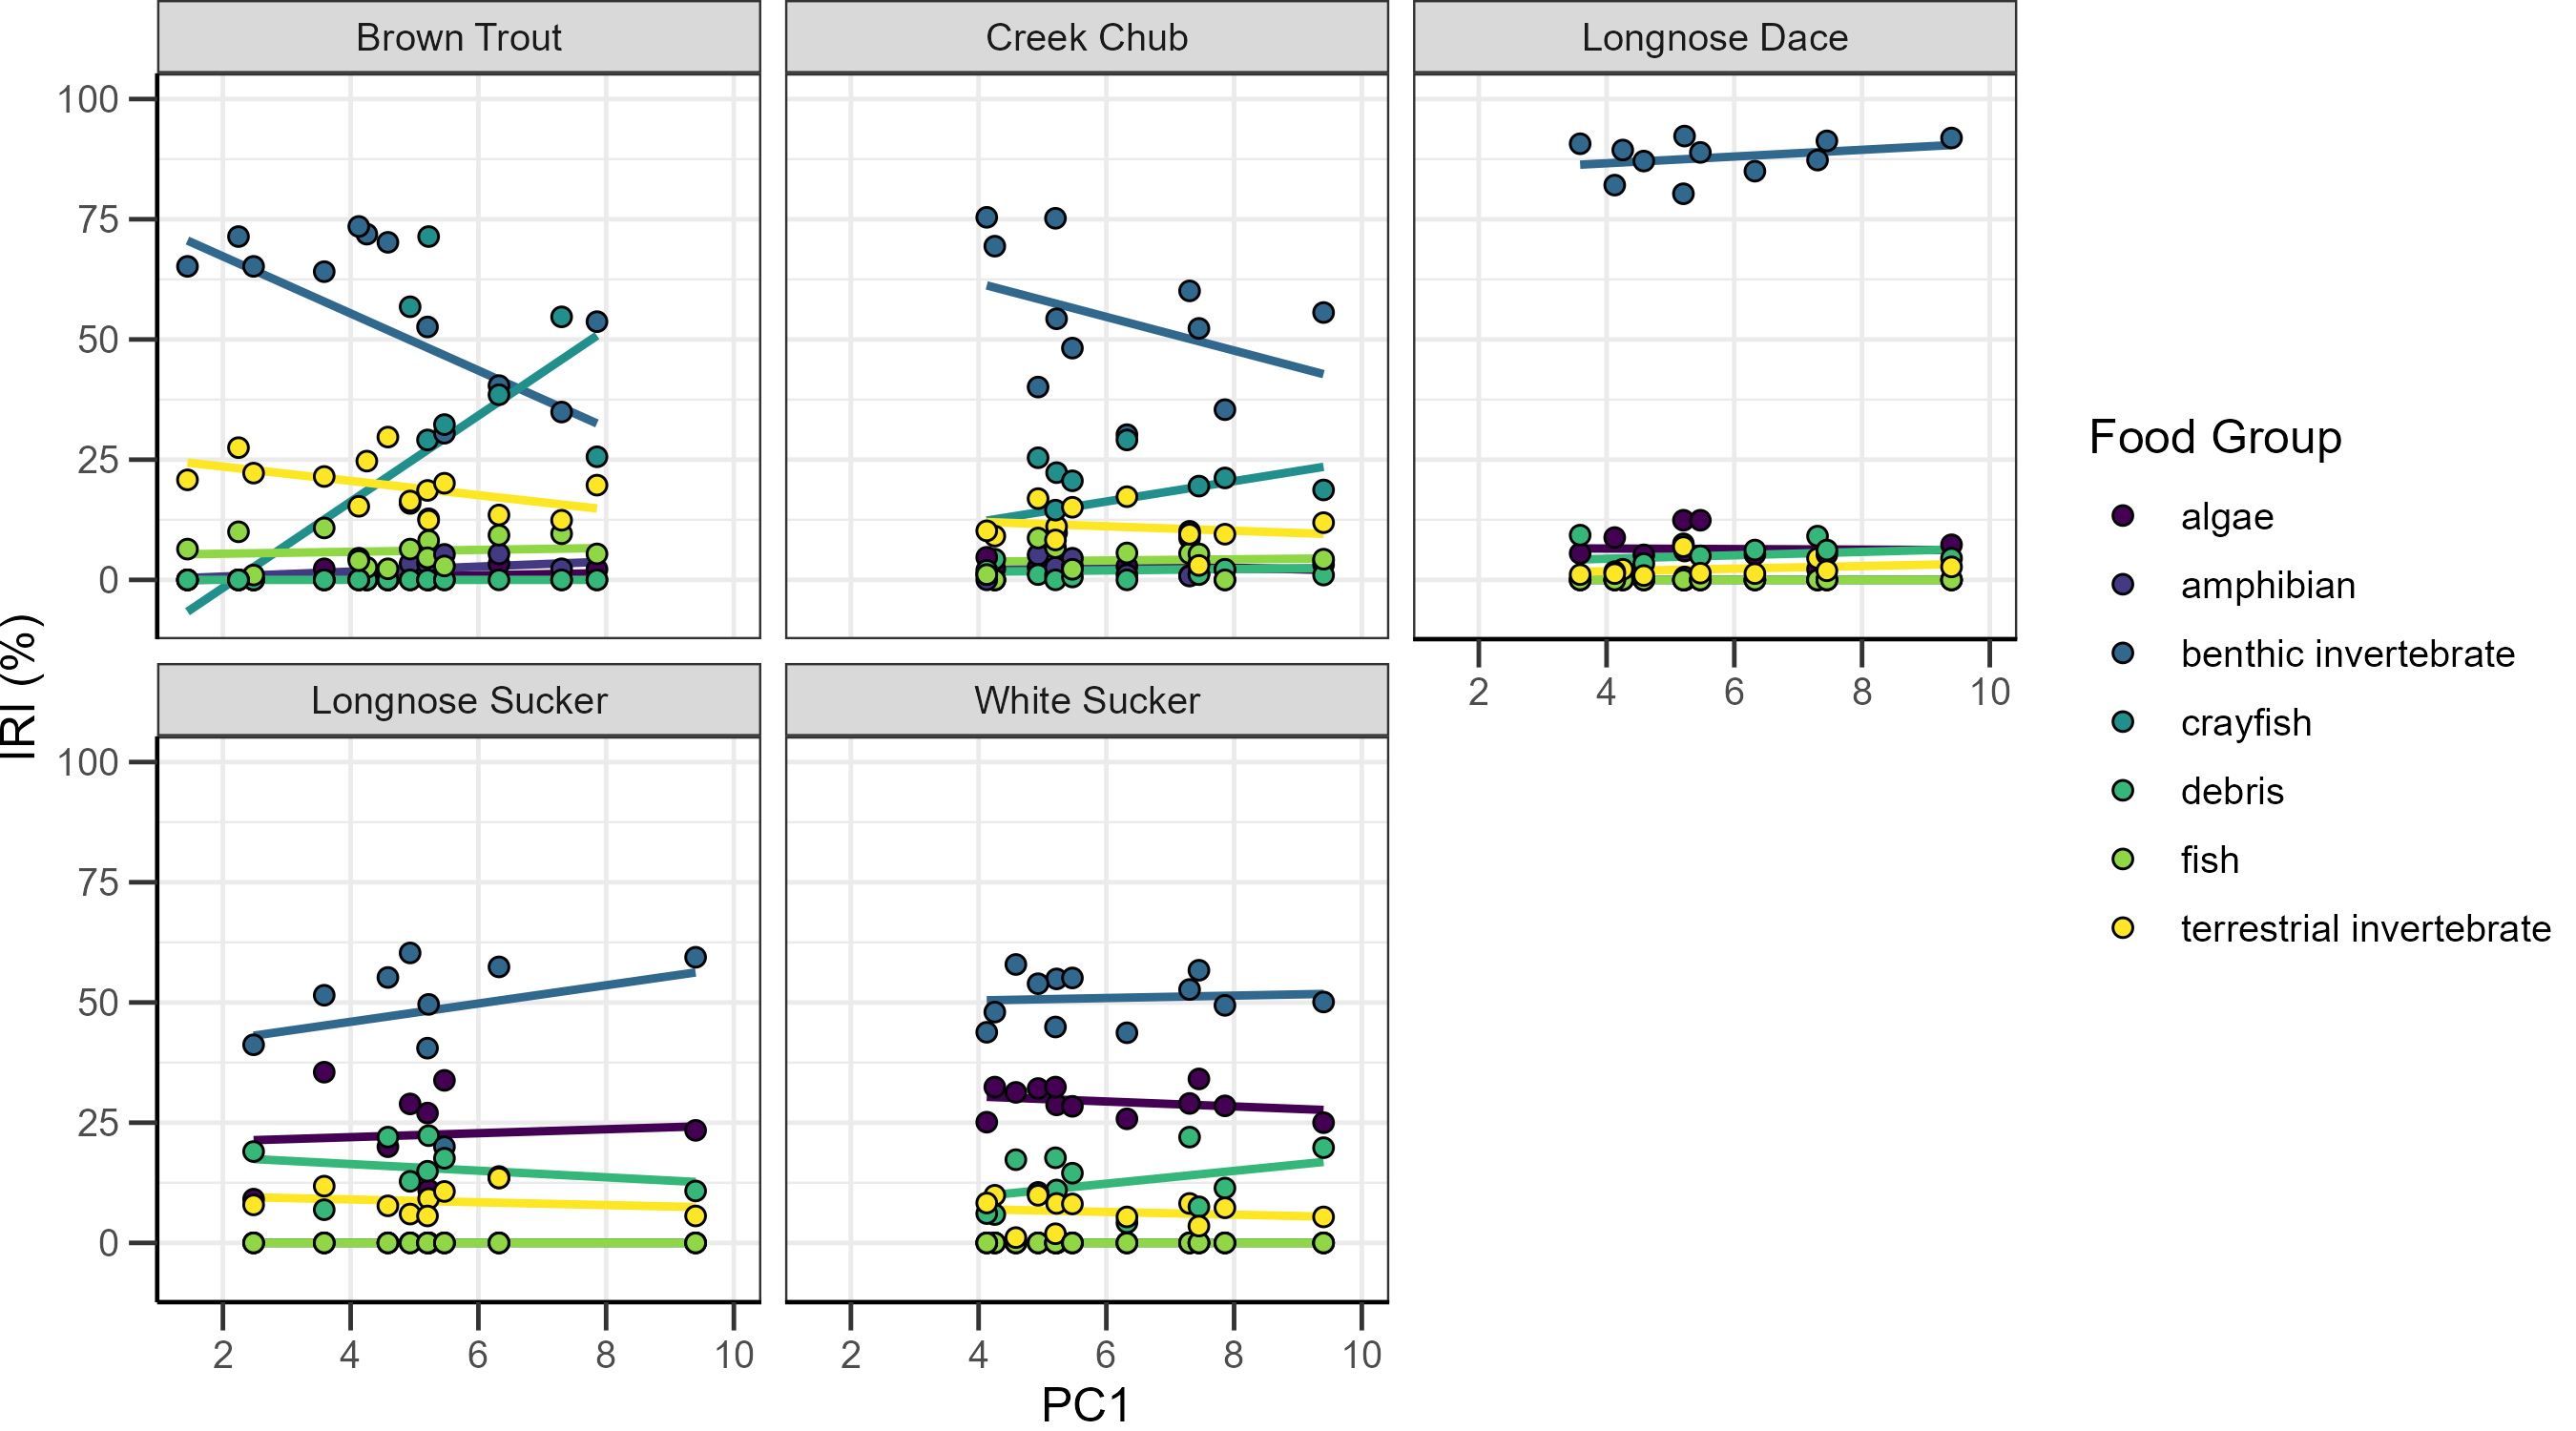 Brown Trout
Creek Chub
Longnose Dace
100
75
50
25
0
2 4 6 8 10
Longnose Sucker
White Sucker
100
75
50
25
0
2 4 6 8 10
2 4 6 8 10
IRI (%)
PC1
Food Group
algae
amphibian
benthic invertebrate
crayfish
debris
fish
terrestrial invertebrate